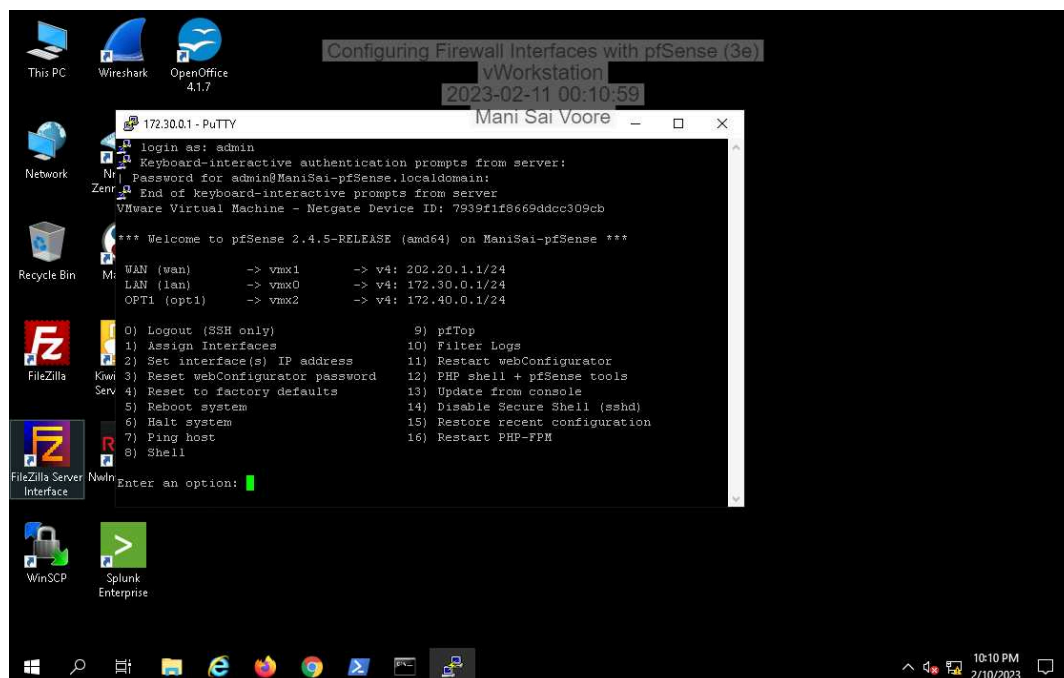 Configuring Firewall Interfaces with pfSense (3e)
vWorkstation
2023-02-11 00:10:59
Mani Sai Voore
This PC
Wireshark
OpenOffice
4.1.7
Network
Recycle Bin
FileZilla
FileZilla Server
Interface
WinSCP
Splunk
Enterprise
172.30.0.1 - PuTTY
login as: admin
Keyboard-interactive authentication prompts from server:
| Password for admin@ManiSai-pfSense.localdomain:
End of keyboard-interactive prompts from server
VMware Virtual Machine - Netgate Device ID: 7939f1f8669ddcc309cb
*** Welcome to pfSense 2.4.5-RELEASE (amd64) on ManiSai-pfSense ***
WAN (wan) -> vmx1 -> v4: 202.20.1.1/24
LAN (lan) -> vmx0 -> v4: 172.30.0.1/24
OPT1 (opt1) -> vmx2 -> v4: 172.40.0.1/24
0) Logout (SSH only) 9) pfTop
1) Assign Interfaces 10) Filter Logs
2) Set interface(s) IP address 11) Restart webConfigurator
3) Reset webConfigurator password 12) PHP shell + pfSense tools
4) Reset to factory defaults 13) Update from console
5) Reboot system 14) Disable Secure Shell (sshd)
6) Halt system 15) Restore recent configuration
7) Ping host 16) Restart PHP-FPM
8) Shell
Enter an option:
10:10 PM
2/10/2023